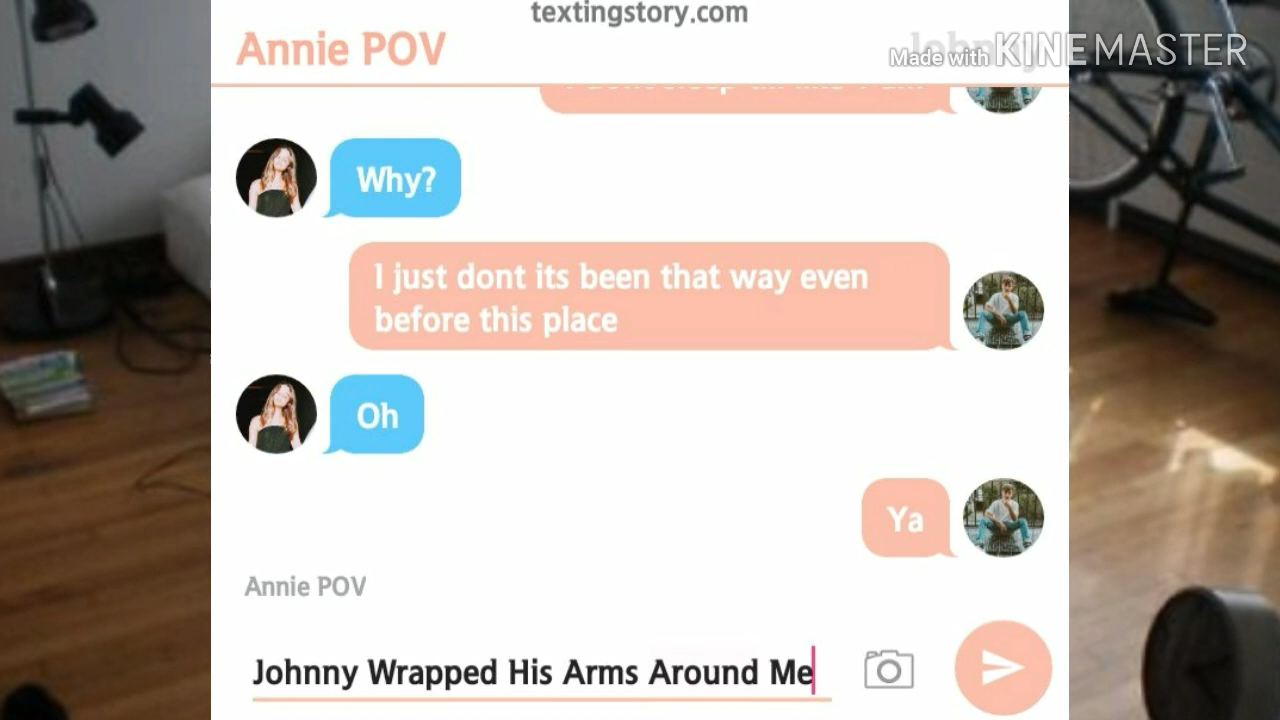 textingstory.com
Annie POV
Made with KINEMASTER
Why?
I just dont its been that way even
before this place
Oh
Ya
Annie POV
Johnny Wrapped His Arms Around Me